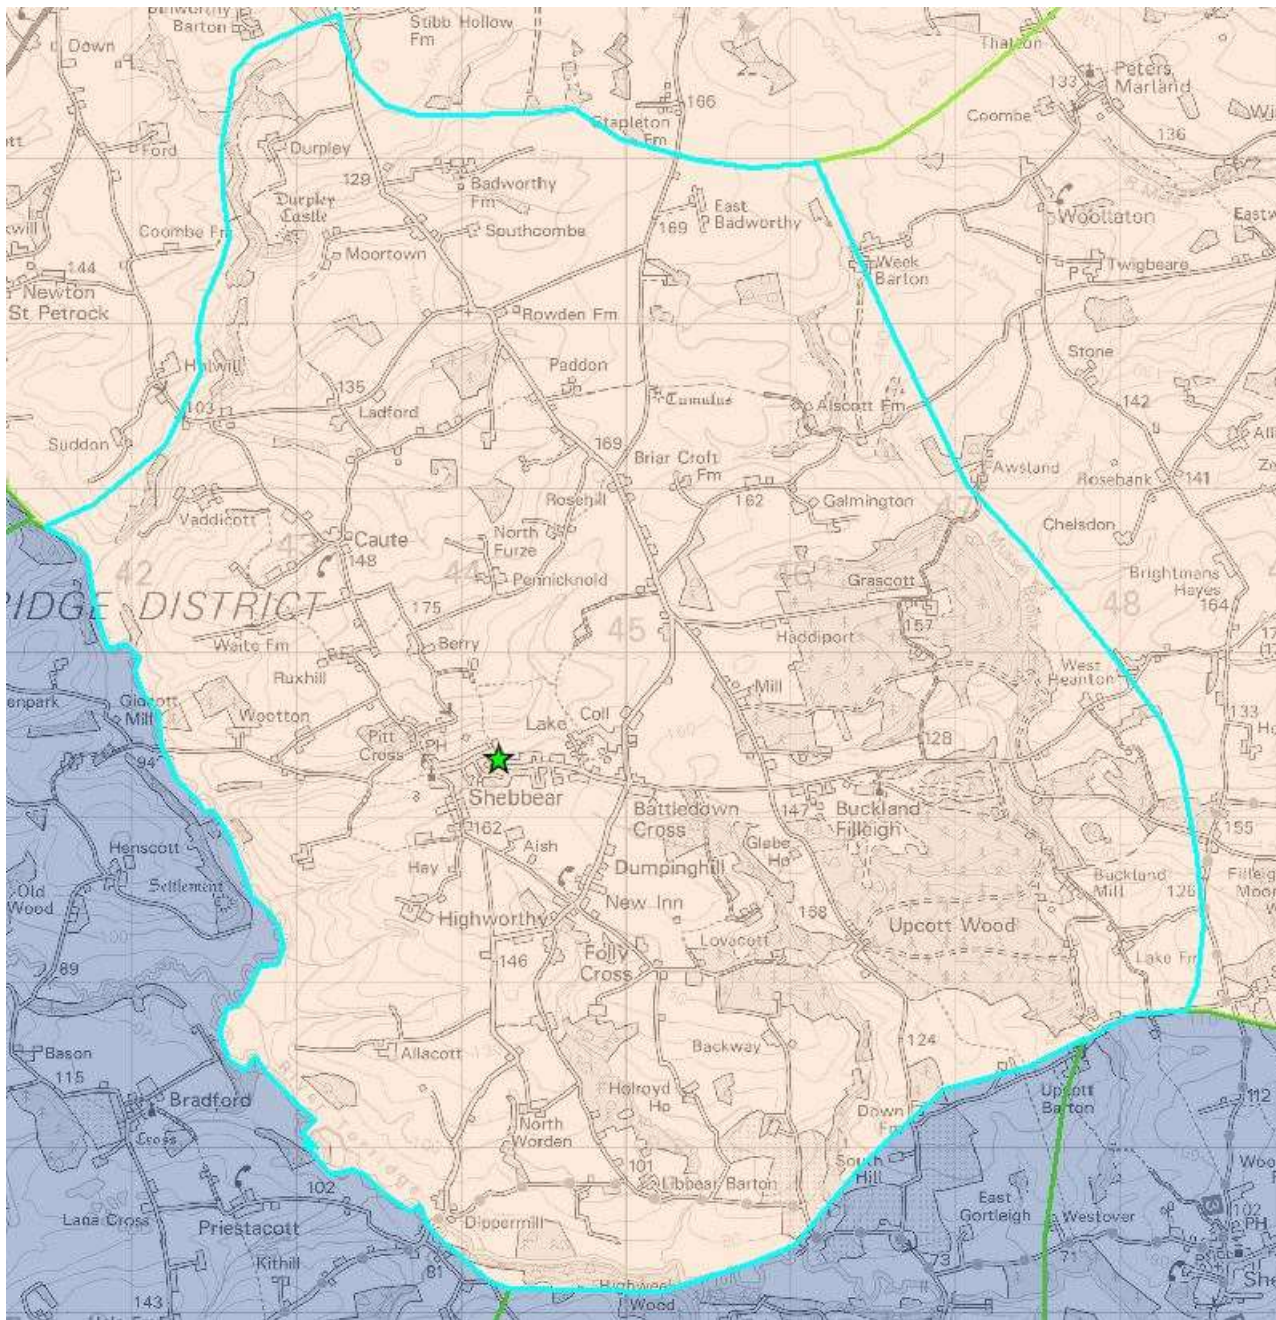 Barton
Stibb Hollow
Fm
Down
Thatton
Peters
Marland
133
166
Stapleton
Fm
Coombe
136
Ford
Durpley
129
Badworthy
Fm
Durpley
Castle
East
Badworthy
Woollaton
Coombe Fm
Southcombe
169
Moortown
Week
Barton
Twigbeare
P
144
Newton
St Petrock
Rowden Fm
Holwill
Paddon
Stone
135
Tumulus
Alscott Fm
142
103
Ladford
Suddon
169
Briar Croft
Fm
Awsland
Rosebank
141
Rosehill
162
Galmington
47
Vaddicott
North
Furze
Chelsdon
43
Caute
148
42
44
Pennicknold
46
Grascott
Brightmans
Hayes
164
48
IDGE DISTRICT
175
45
Haddiport
157
Waite Fm
Berry
West
Heanton
Ruxhill
Mill
Gidcott
Mill
Wootton
Lake
Coll
133
Pitt
Cross
PH
128
94
Shebbear
Battledown
Cross
147
Buckland
Filleigh
155
162
Henscott
Aish
Glebe
Ho
Hay
Dumpinghill
Buckland
Mill
126
Settlement
Old
Wood
New Inn
Highworthy
158
Upcott Wood
Lovacott
Folly
Cross
146
Lake Fm
89
Allacott
Backway
124
Bason
115
Bradford
Holroyd
Ho
Upcott
Barton
112
Cross
North
Worden
Down
Fm
101
South
Hill
102
Libbear Barton
Lana Cross
Priestacott
Dippermill
East
Gortleigh
Westover
102
PH
Kithill
81
73
71
143
Highweek
Wood